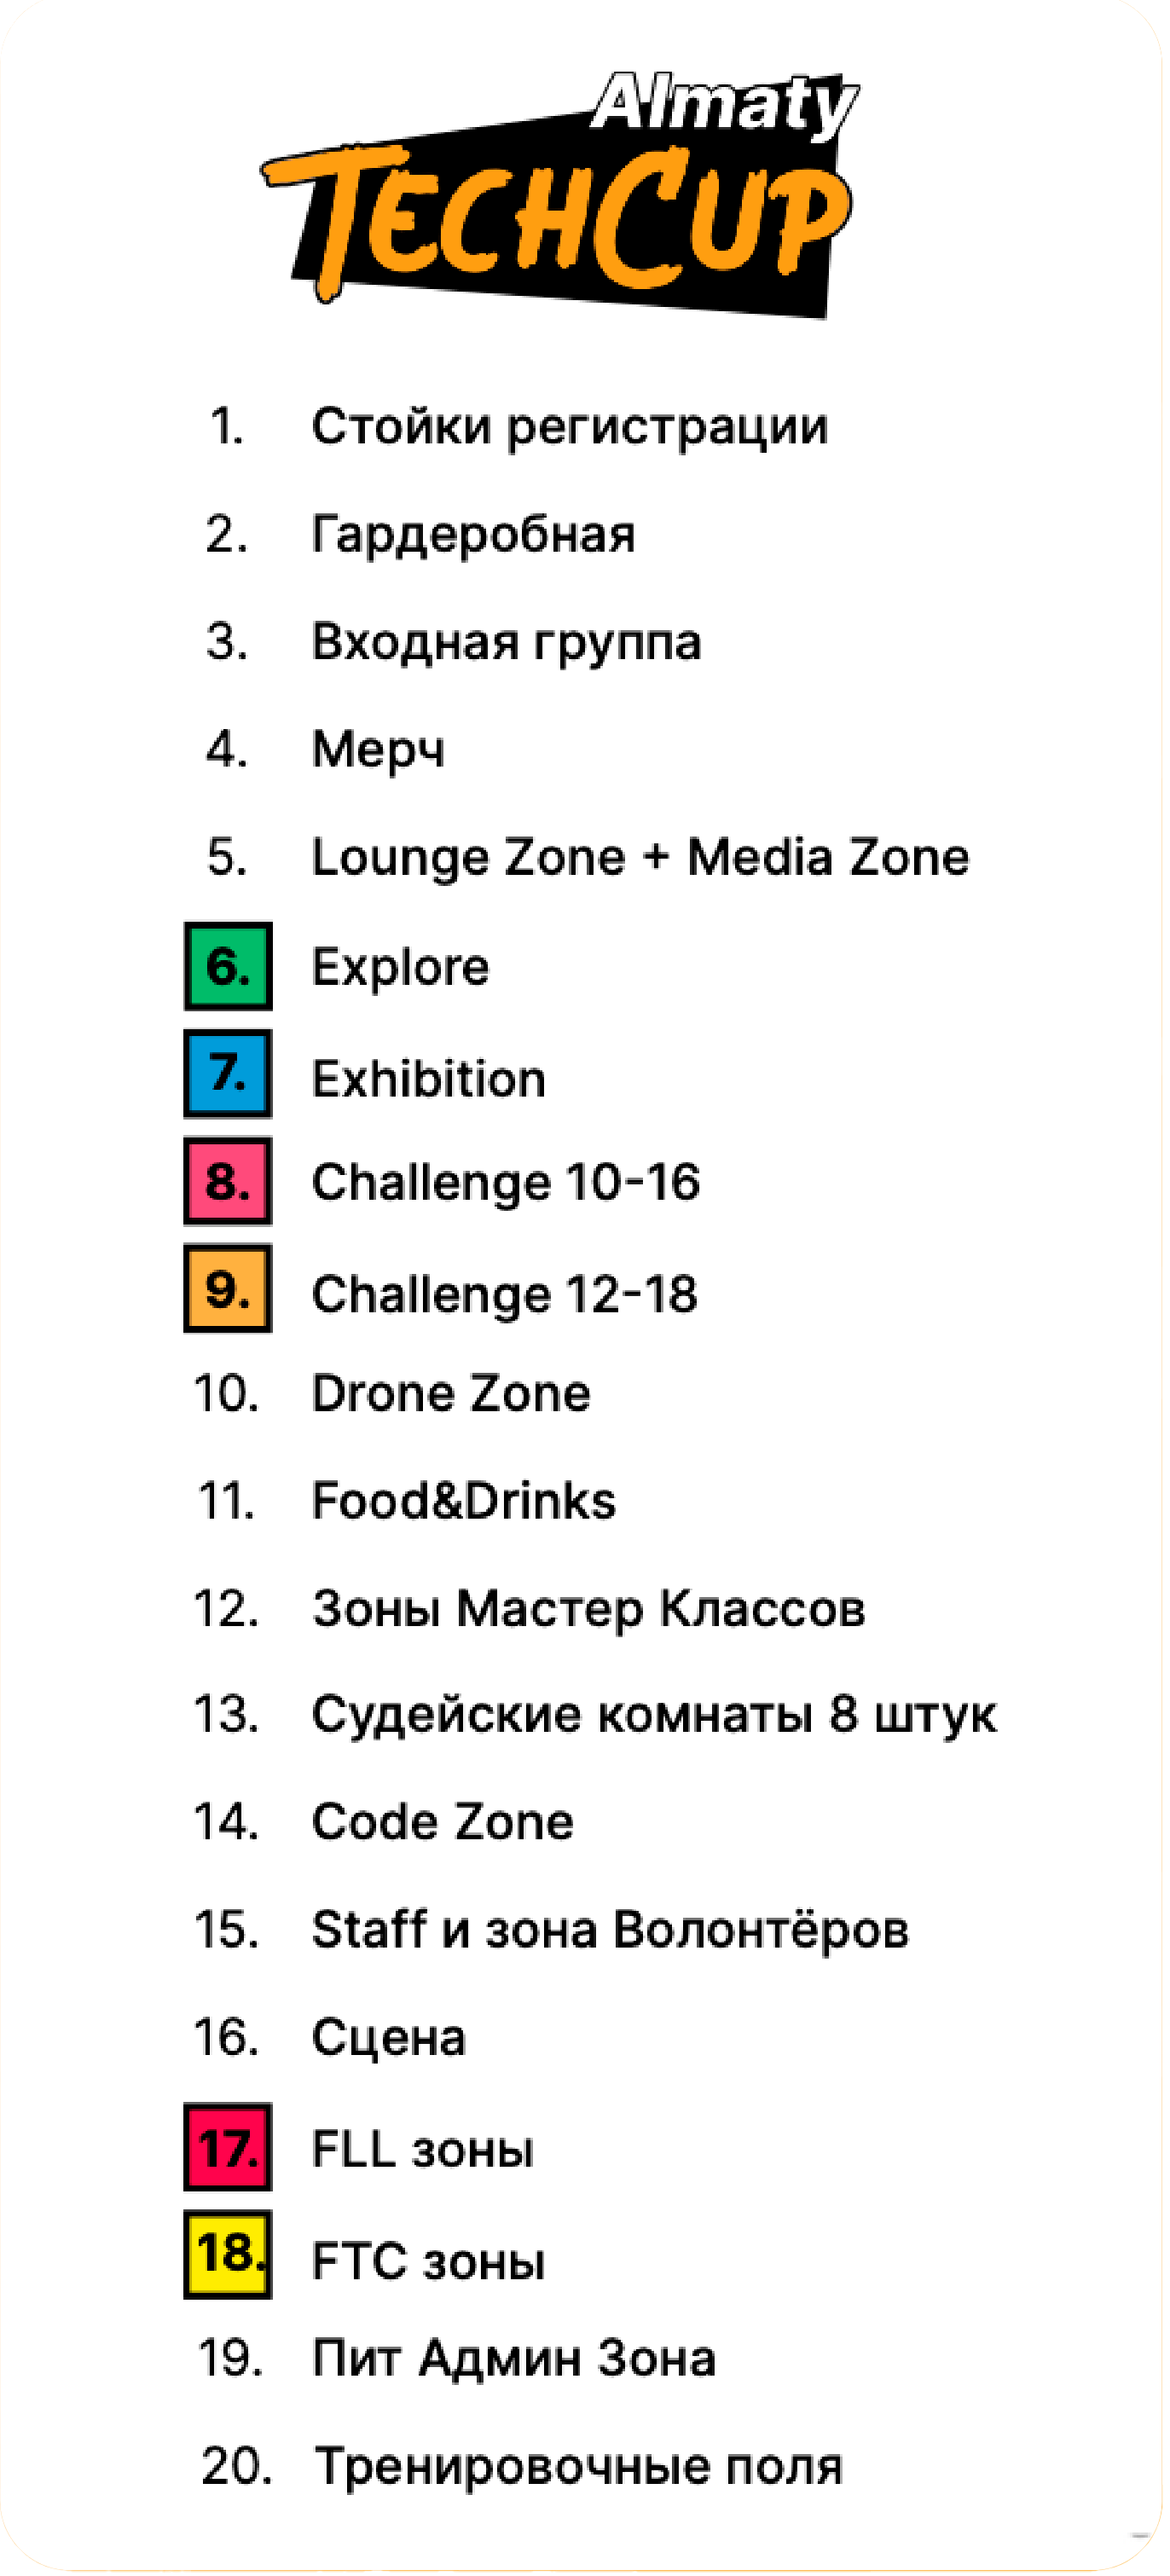 Almaty
TECHCUP
1. Стойки регистрации
2. Гардеробная
3. Входная группа
4. Мерч
5. Lounge Zone + Media Zone
6. Explore
7. Exhibition
8. Challenge 10-16
9. Challenge 12-18
10. Drone Zone
11. Food&Drinks
12. Зоны Мастер Классов
13. Судейские комнаты 8 штук
14. Code Zone
15. Staff и зона Волонтёров
16. Сцена
17. FLL зоны
18. FTC зоны
19. Пит Админ Зона
20. Тренировочные поля